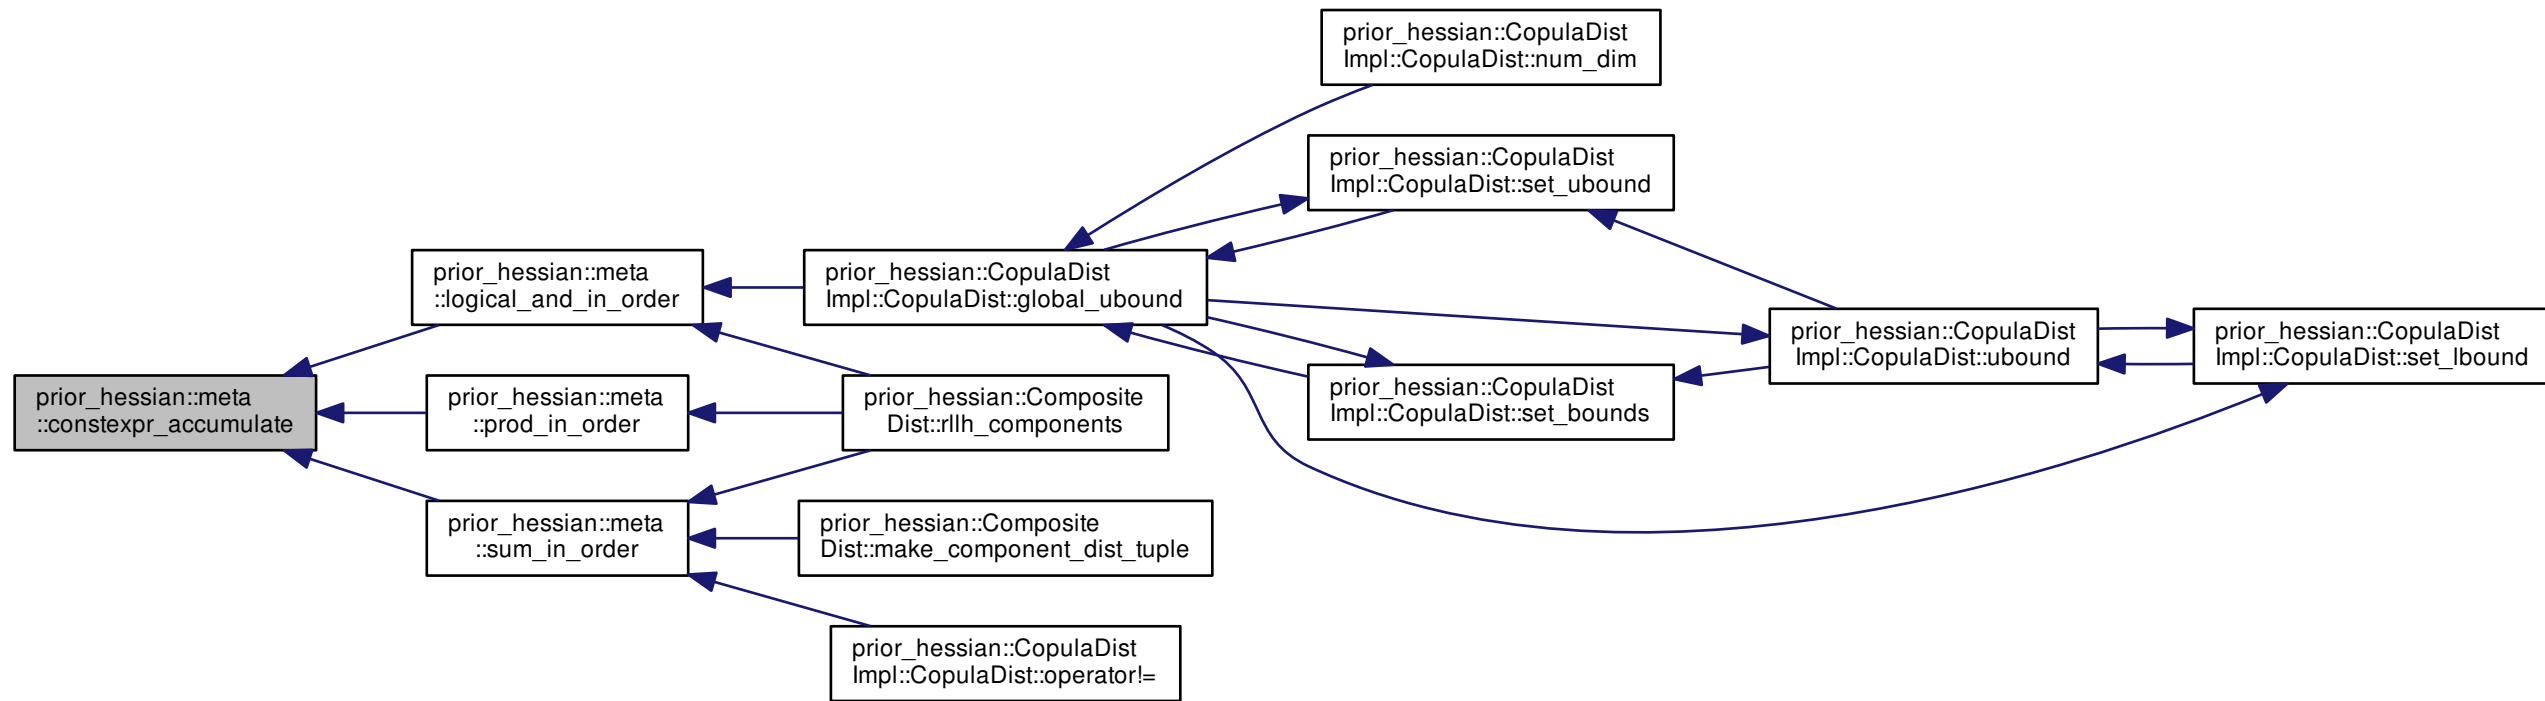 prior_hessian::meta
::constexpr_accumulate
prior_hessian::meta
::logical_and_in_order
prior_hessian::meta
::prod_in_order
prior_hessian::meta
::sum_in_order
prior_hessian::CopulaDist
Impl::CopulaDist::global_ubound
prior_hessian::Composite
Dist::rllh_components
prior_hessian::Composite
Dist::make_component_dist_tuple
prior_hessian::CopulaDist
Impl::CopulaDist::operator!=
prior_hessian::CopulaDist
Impl::CopulaDist::num_dim
prior_hessian::CopulaDist
Impl::CopulaDist::set_ubound
prior_hessian::CopulaDist
Impl::CopulaDist::set_bounds
prior_hessian::CopulaDist
Impl::CopulaDist::ubound
prior_hessian::CopulaDist
Impl::CopulaDist::set_lbound